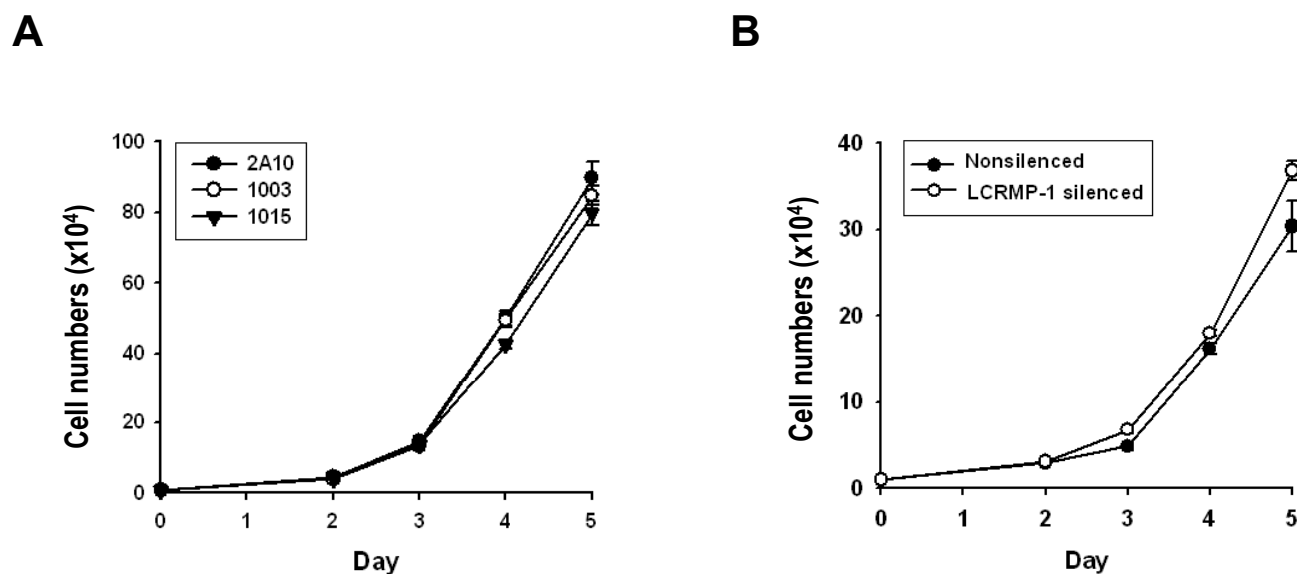 A
B
Cell numbers (x10⁴)
100
80
60
40
20
0
2A10
1003
1015
0 1 2 3 4 5
Day
Cell numbers (x10⁴)
40
30
20
10
0
Nonsilenced
LCRMP-1 silenced
0 1 2 3 4 5
Day